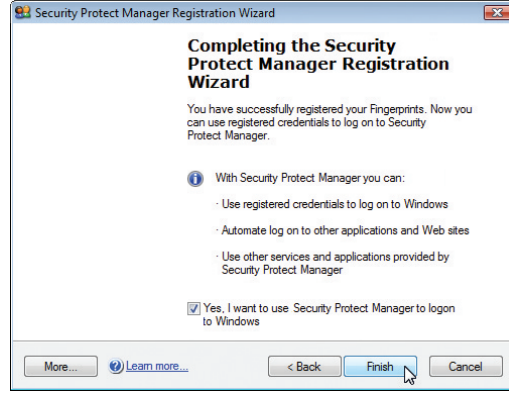 Security Protect Manager Registration Wizard
Completing the Security
Protect Manager Registration
Wizard
You have successfully registered your Fingerprints. Now you
can use registered credentials to log on to Security
Protect Manager.
With Security Protect Manager you can:
· Use registered credentials to log on to Windows
· Automate log on to other applications and Web sites
· Use other services and applications provided by
Security Protect Manager
Yes, I want to use Security Protect Manager to logon
to Windows
More...
Learn more...
< Back
Finish
Cancel